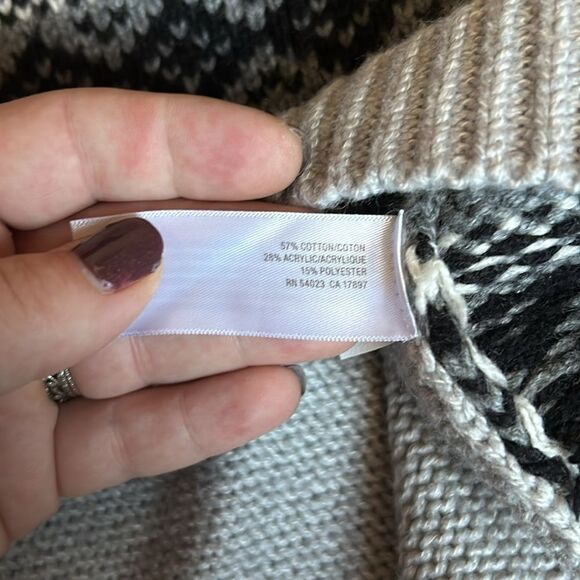 57% COTTON/COTON
28% ACRYLIC/ACRYLIQUE
15% POLYESTER
RN 54023 CA 17897